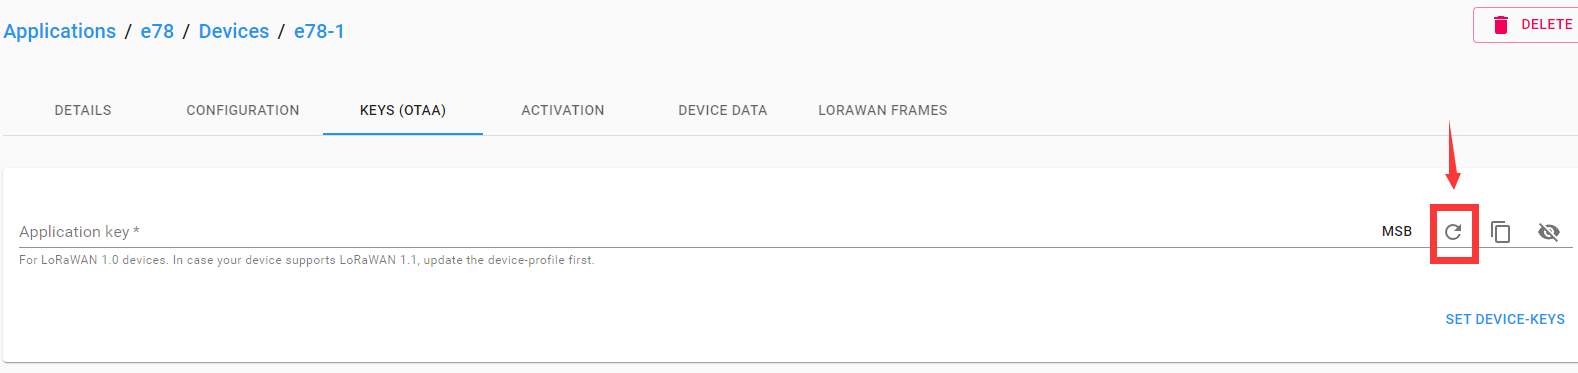 Applications / e78 / Devices / e78-1
DELETE
DETAILS CONFIGURATION KEYS (OTAA) ACTIVATION DEVICE DATA LORAWAN FRAMES
Application key * MSB
For LoRaWAN 1.0 devices. In case your device supports LoRaWAN 1.1, update the device-profile first.
SET DEVICE-KEYS